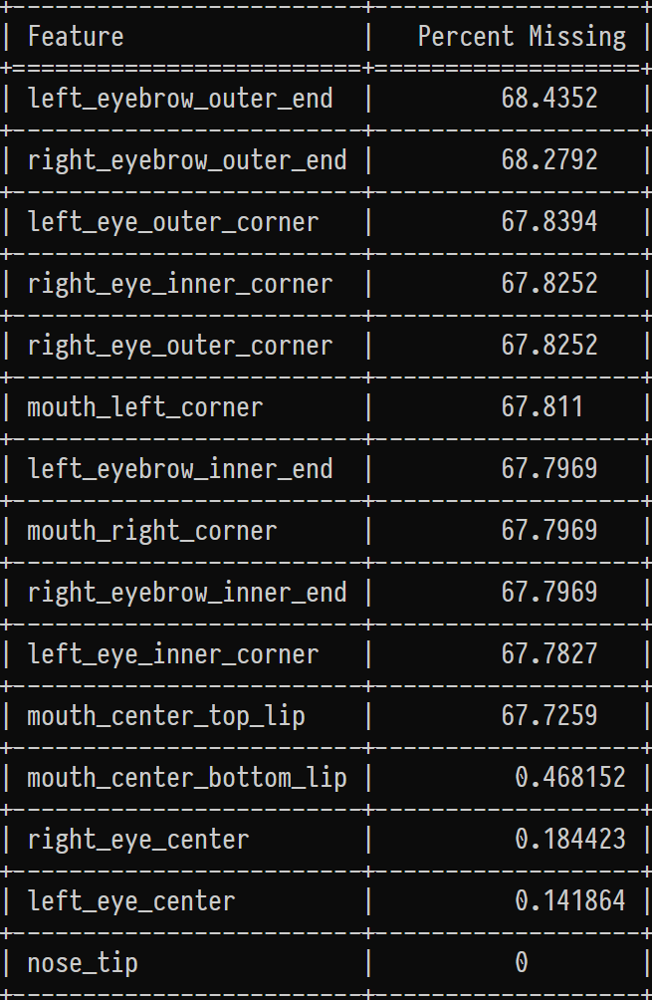 +-------------------------+-------------------+
| Feature                 |   Percent Missing |
+=========================+===================+
| left_eyebrow_outer_end  |         68.4352   |
+-------------------------+-------------------+
| right_eyebrow_outer_end |         68.2792   |
+-------------------------+-------------------+
| left_eye_outer_corner   |         67.8394   |
+-------------------------+-------------------+
| right_eye_inner_corner  |         67.8252   |
+-------------------------+-------------------+
| right_eye_outer_corner  |         67.8252   |
+-------------------------+-------------------+
| mouth_left_corner       |         67.811    |
+-------------------------+-------------------+
| left_eyebrow_inner_end  |         67.7969   |
+-------------------------+-------------------+
| mouth_right_corner      |         67.7969   |
+-------------------------+-------------------+
| right_eyebrow_inner_end |         67.7969   |
+-------------------------+-------------------+
| left_eye_inner_corner   |         67.7827   |
+-------------------------+-------------------+
| mouth_center_top_lip    |         67.7259   |
+-------------------------+-------------------+
| mouth_center_bottom_lip |          0.468152 |
+-------------------------+-------------------+
| right_eye_center        |          0.184423 |
+-------------------------+-------------------+
| left_eye_center         |          0.141864 |
+-------------------------+-------------------+
| nose_tip                |          0        |
+-------------------------+-------------------+